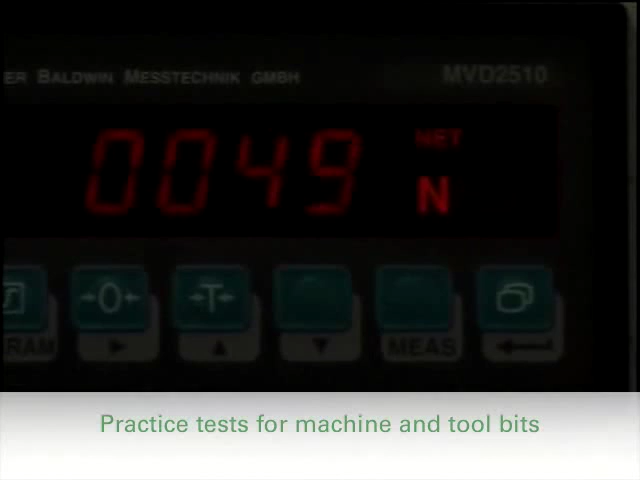 ER BALDWIN MESSTECHNIK GMBH
MVD2510
0049
NET
N
0
T
RAM
MEAS
Practice tests for machine and tool bits